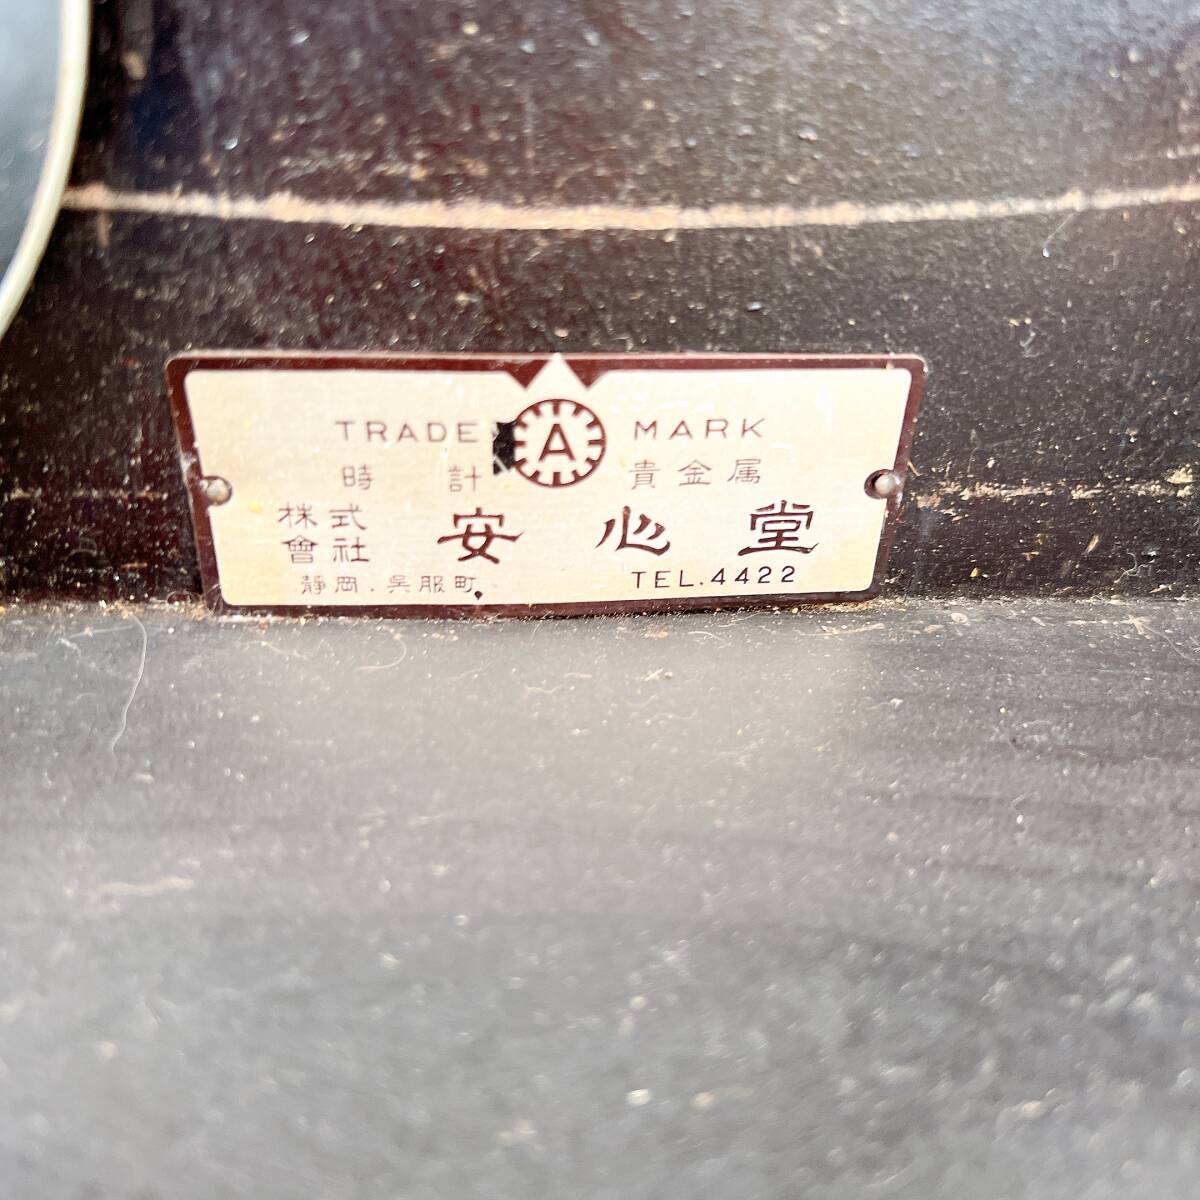 TRADE A MARK
時計 貴金属
株式會社 安心堂
靜岡.呉服町 TEL.4422